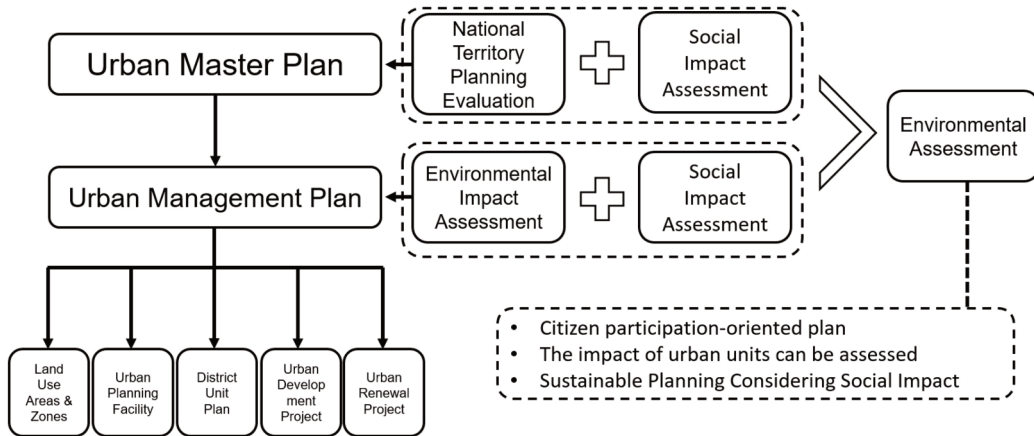 Urban Master Plan
National
Territory
Planning
Evaluation
Social
Impact
Assessment
Urban Management Plan
Environmental
Impact
Assessment
Social
Impact
Assessment
Environmental
Assessment
Land
Use
Areas &
Zones
Urban
Planning
Facility
District
Unit
Plan
Urban
Develop
ment
Project
Urban
Renewal
Project
• Citizen participation-oriented plan
• The impact of urban units can be assessed
• Sustainable Planning Considering Social Impact